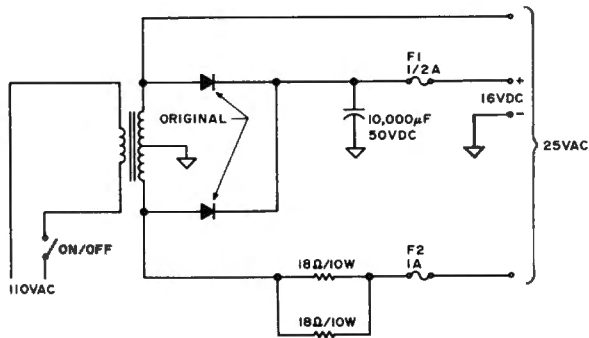 F1
1/2A
+
16VDC
-
ORIGINAL
10,000µF
50VDC
25VAC
ON/OFF
110VAC
18Ω/10W
F2
1A
18Ω/10W